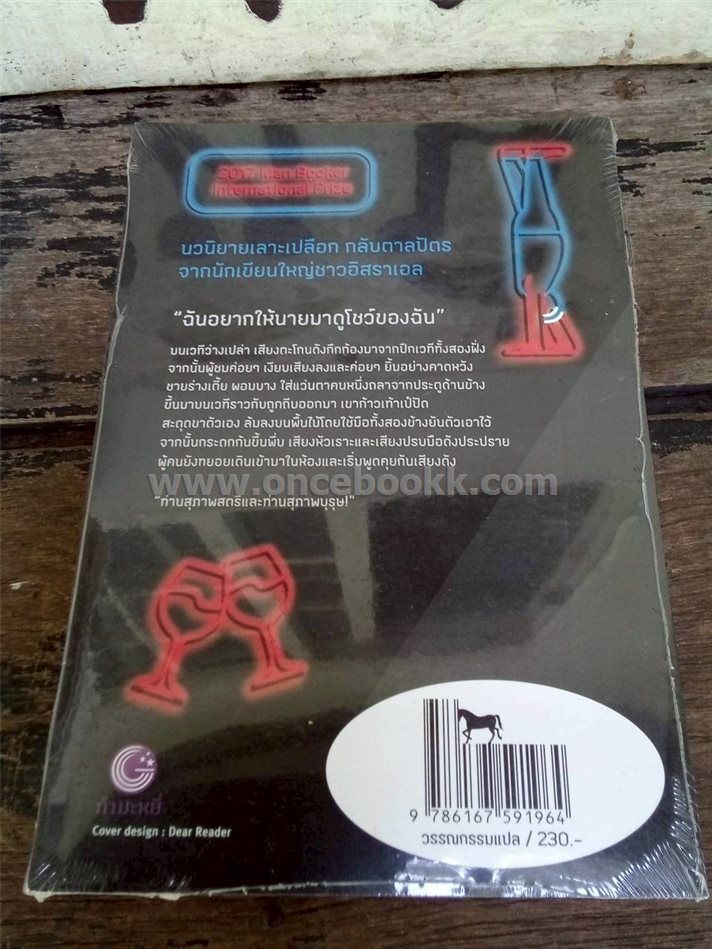 2017 Man Booker
International Prize
นวนิยายเลาะเปลือก กลับตาลปัตร
จากนักเขียนใหญ่ชาวอิสราเอล
“ฉันอยากให้นายมาดูโชว์ของฉัน”
บนเวทีว่างเปล่า เสียงตะโกนดังกึกก้องมาจากปีกเวทีทั้งสองฝั่ง
จากนั้นผู้ชมค่อยๆ เงียบเสียงลงและค่อยๆ ยิ้มอย่างคาดหวัง
ชายร่างเตี้ย ผอมบาง ใส่แว่นตาคนหนึ่งถลาจากประตูด้านข้าง
ขึ้นมาบนเวทีราวกับถูกถีบออกมา เขาก้าวเท้าเป๋ปัด
สะดุดขาตัวเอง ล้มลงบนพื้นไม้โดยใช้มือทั้งสองข้างยันตัวเอาไว้
จากนั้นกระดกก้นขึ้นพึ่บ เสียงหัวเราะและเสียงปรบมือดังประปราย
ผู้คนยังทยอยเดินเข้ามาในห้องและเริ่มพูดคุยกันเสียงดัง
www.oncebookk.com
“ท่านสุภาพสตรีและท่านสุภาพบุรุษ!”
กำมะหยี่
Cover design : Dear Reader
9 786167 591964
วรรณกรรมแปล / 230.-